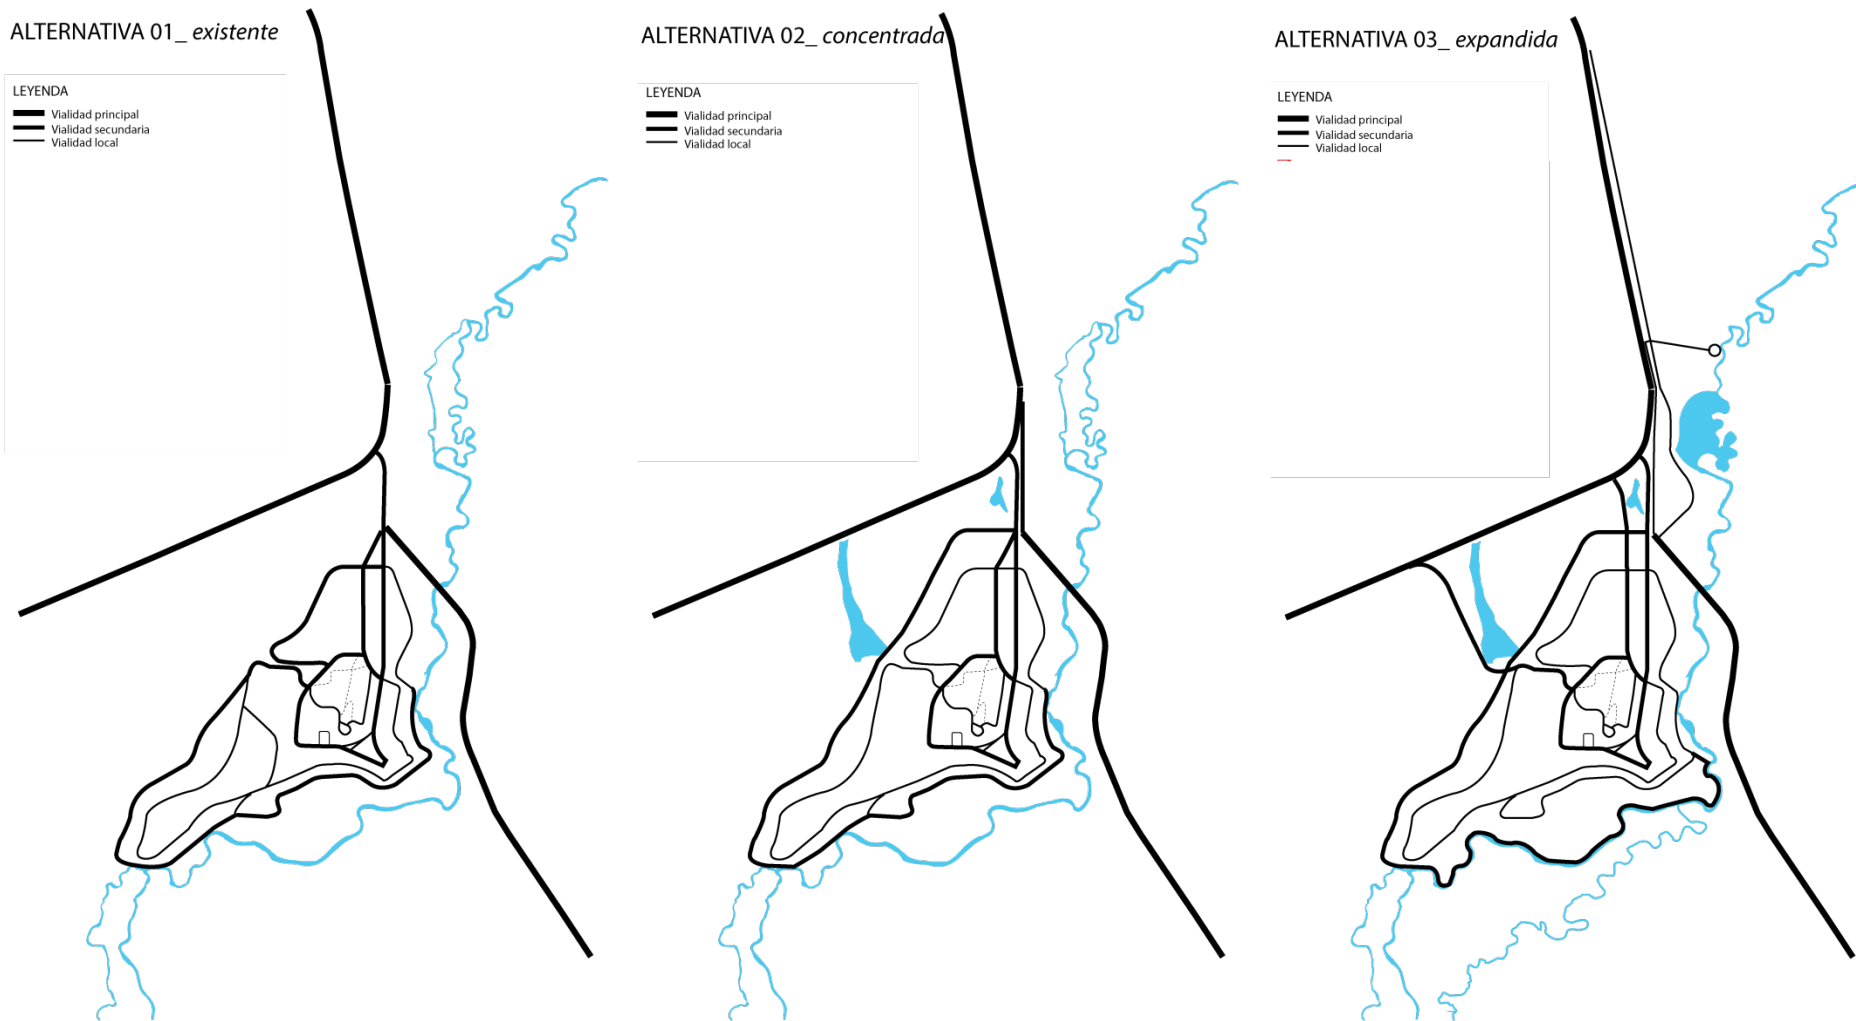 ALTERNATIVA 01_ existente
LEYENDA
Vialidad principal
Vialidad secundaria
Vialidad local
ALTERNATIVA 02_ concentrada
LEYENDA
Vialidad principal
Vialidad secundaria
Vialidad local
ALTERNATIVA 03_ expandida
LEYENDA
Vialidad principal
Vialidad secundaria
Vialidad local